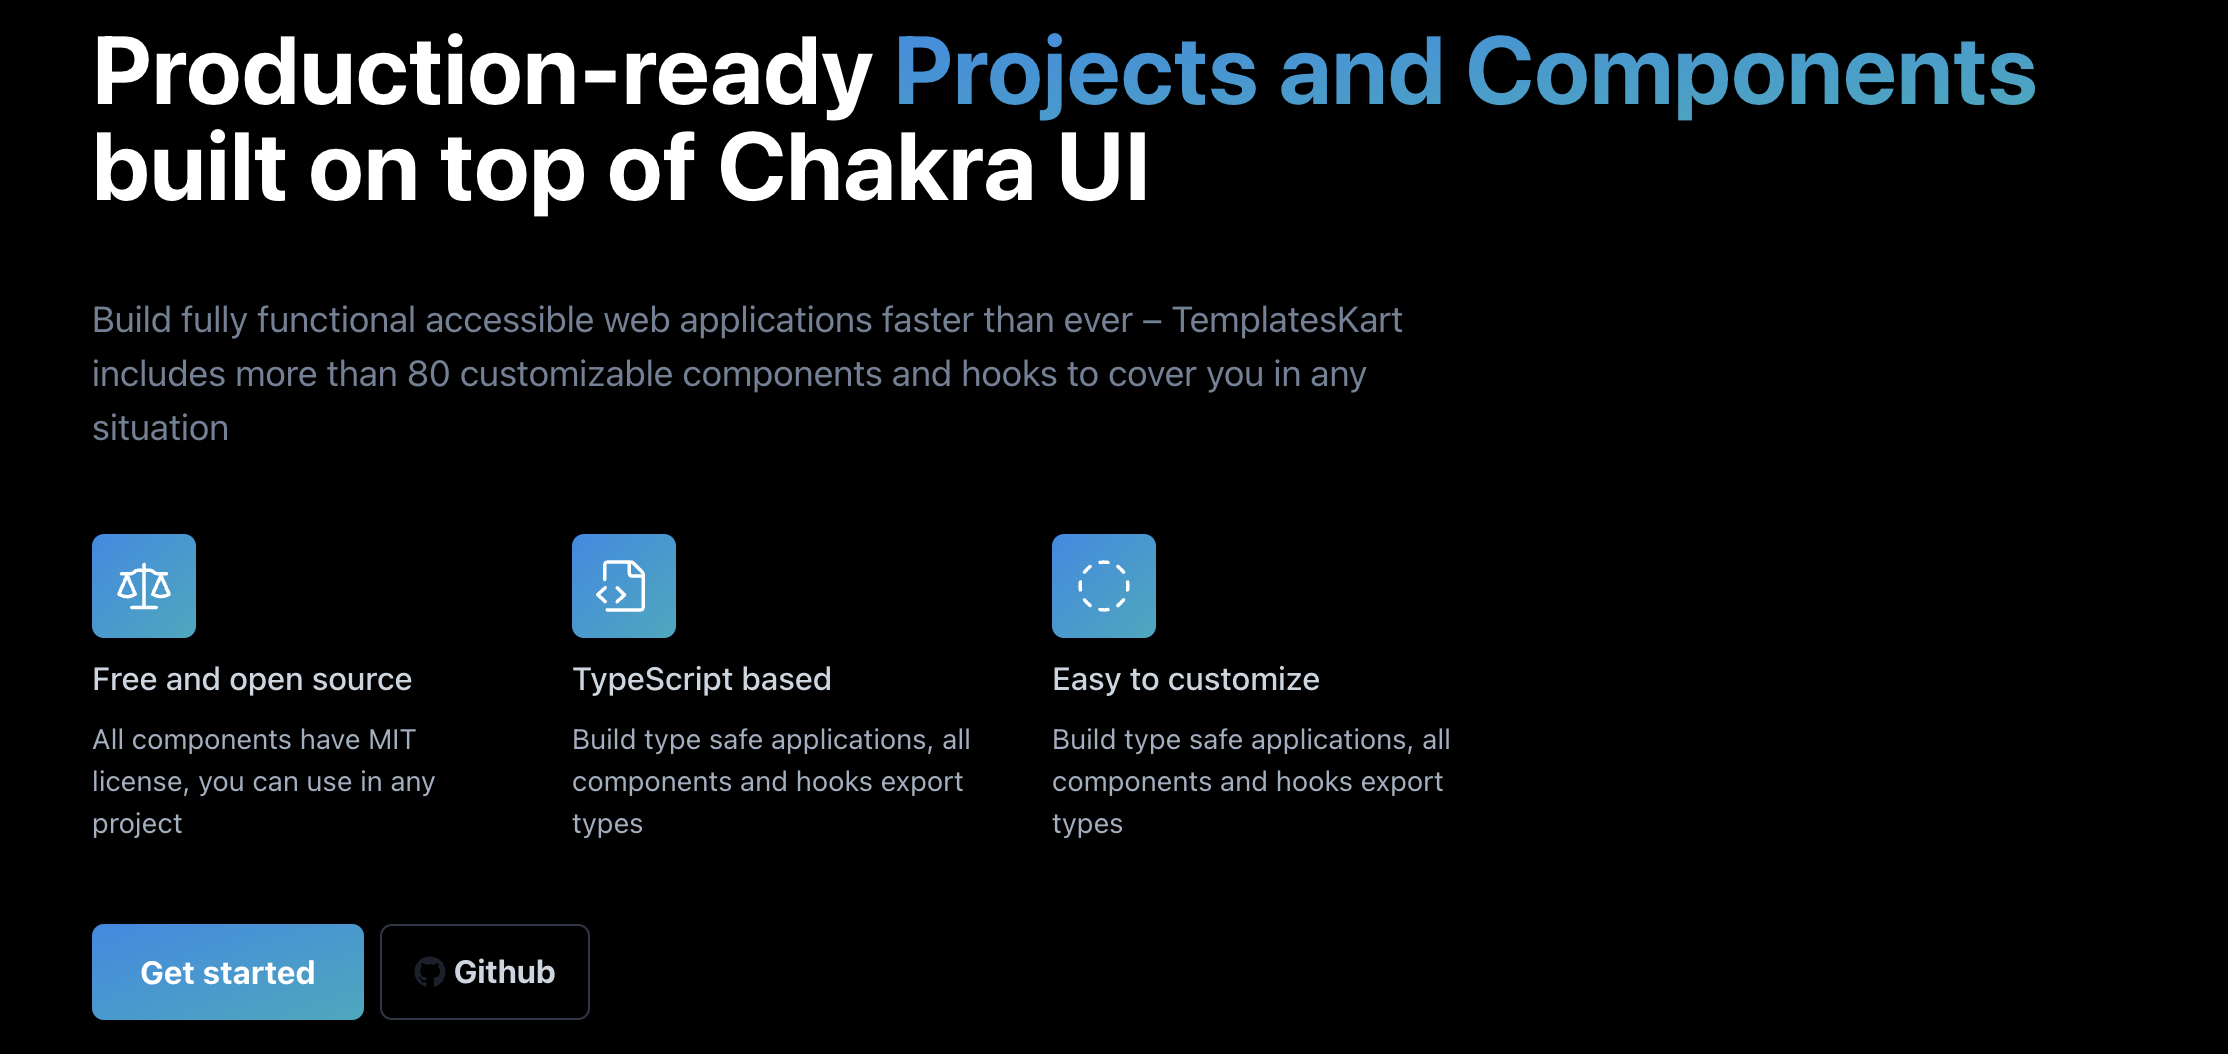 Production-ready Projects and Components
built on top of Chakra UI
Build fully functional accessible web applications faster than ever – TemplatesKart
includes more than 80 customizable components and hooks to cover you in any
situation
Free and open source
All components have MIT
license, you can use in any
project
TypeScript based
Build type safe applications, all
components and hooks export
types
Easy to customize
Build type safe applications, all
components and hooks export
types
Get started
Github